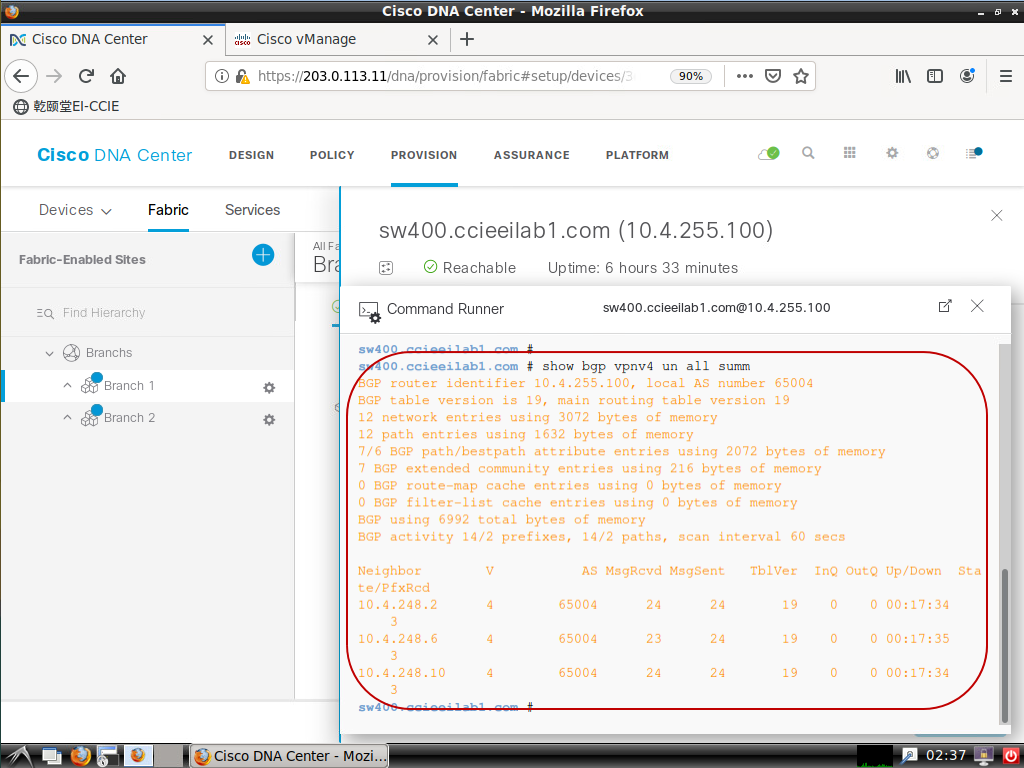 Cisco DNA Center - Mozilla Firefox
Cisco DNA Center
Cisco vManage
https://203.0.113.11/dna/provision/fabric#setup/devices/3
90%
乾颐堂EI-CCIE
Cisco DNA Center
DESIGN
POLICY
PROVISION
ASSURANCE
PLATFORM
Devices
Fabric
Services
Fabric-Enabled Sites
Find Hierarchy
Branchs
Branch 1
Branch 2
All Fa
Bra
sw400.ccieeilab1.com (10.4.255.100)
Reachable
Uptime: 6 hours 33 minutes
Command Runner
sw400.ccieeilab1.com@10.4.255.100
sw400.ccieeilab1.com #
sw400.ccieeilab1.com # show bgp vpnv4 un all summ
BGP router identifier 10.4.255.100, local AS number 65004
BGP table version is 19, main routing table version 19
12 network entries using 3072 bytes of memory
12 path entries using 1632 bytes of memory
7/6 BGP path/bestpath attribute entries using 2072 bytes of memory
7 BGP extended community entries using 216 bytes of memory
0 BGP route-map cache entries using 0 bytes of memory
0 BGP filter-list cache entries using 0 bytes of memory
BGP using 6992 total bytes of memory
BGP activity 14/2 prefixes, 14/2 paths, scan interval 60 secs
Neighbor V AS MsgRcvd MsgSent TblVer InQ OutQ Up/Down Sta
te/PfxRcd
10.4.248.2 4 65004 24 24 19 0 0 00:17:34
3
10.4.248.6 4 65004 23 24 19 0 0 00:17:35
3
10.4.248.10 4 65004 24 24 19 0 0 00:17:34
3
sw400.ccieeilab1.com #
Cisco DNA Center - Mozi...
02:37